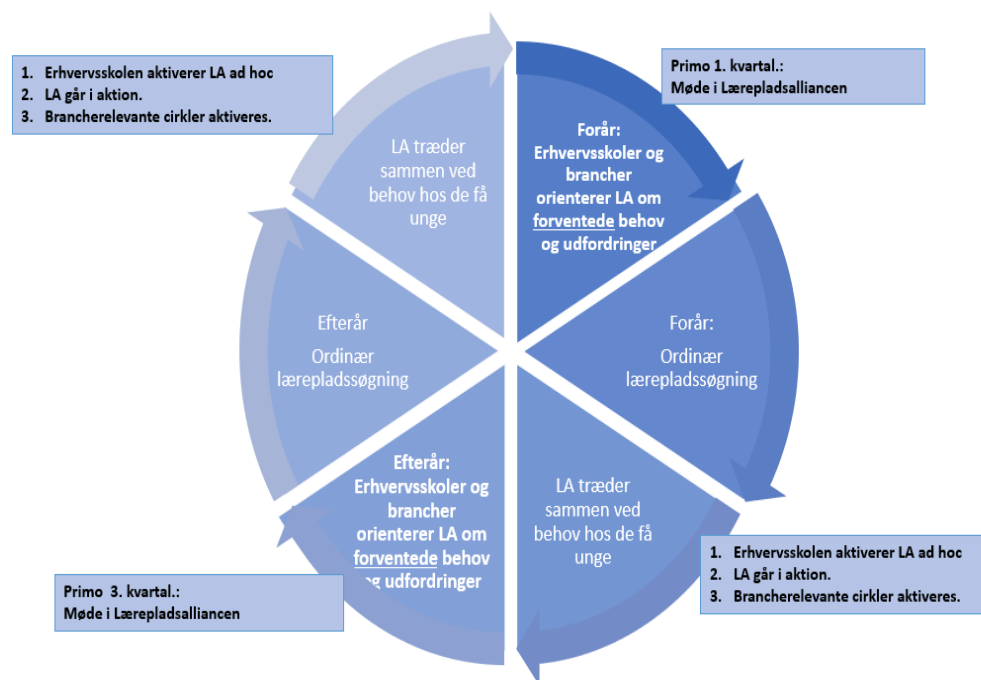 1. Erhvervsskolen aktiverer LA ad hoc
2. LA går i aktion.
3. Brancherelevante cirkler aktiveres.
Primo 1. kvartal.:
Møde i Lærepladsalliancen
LA træder
sammen ved
behov hos de få
unge
Forår:
Erhvervsskoler og
brancher
orienterer LA om
forventede behov
og udfordringer
Efterår
Ordinær
lærepladssøgning
Forår:
Ordinær
lærepladssøgning
Efterår:
Erhvervsskoler og
brancher
orienterer LA om
forventede behov
og udfordringer
LA træder
sammen ved
behov hos de få
unge
1. Erhvervsskolen aktiverer LA ad hoc
2. LA går i aktion.
3. Brancherelevante cirkler aktiveres.
Primo 3. kvartal.:
Møde i Lærepladsalliancen